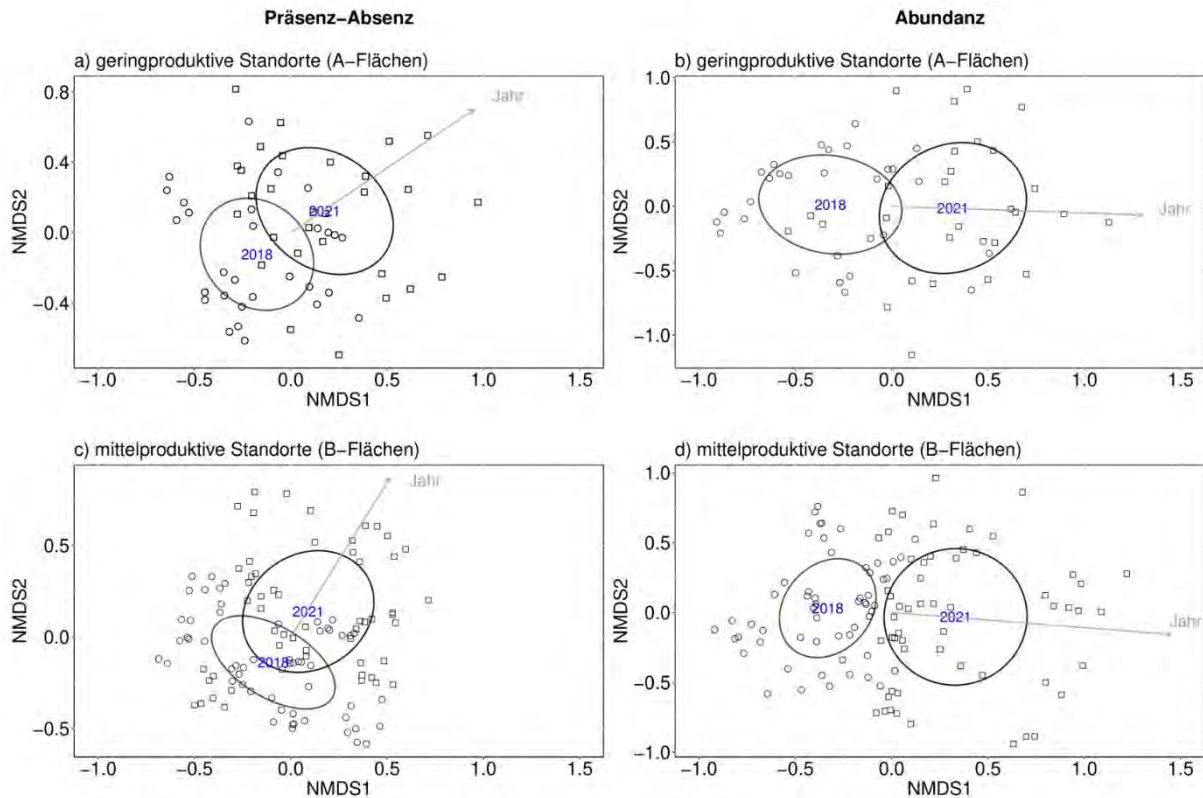 Präsenz−Absenz
Abundanz
a) geringproduktive Standorte (A−Flächen)
0.8
0.4
0.0
−0.4
NMDS2
Jahr
2021
2018
−1.0 −0.5 0.0 0.5 1.0 1.5
NMDS1
b) geringproduktive Standorte (A−Flächen)
1.0
0.5
0.0
−0.5
−1.0
NMDS2
2018
2021
Jahr
−1.0 −0.5 0.0 0.5 1.0 1.5
NMDS1
c) mittelproduktive Standorte (B−Flächen)
0.5
0.0
−0.5
NMDS2
Jahr
2021
2018
−1.0 −0.5 0.0 0.5 1.0 1.5
NMDS1
d) mittelproduktive Standorte (B−Flächen)
1.0
0.5
0.0
−0.5
−1.0
NMDS2
2018
2021
Jahr
−1.0 −0.5 0.0 0.5 1.0 1.5
NMDS1